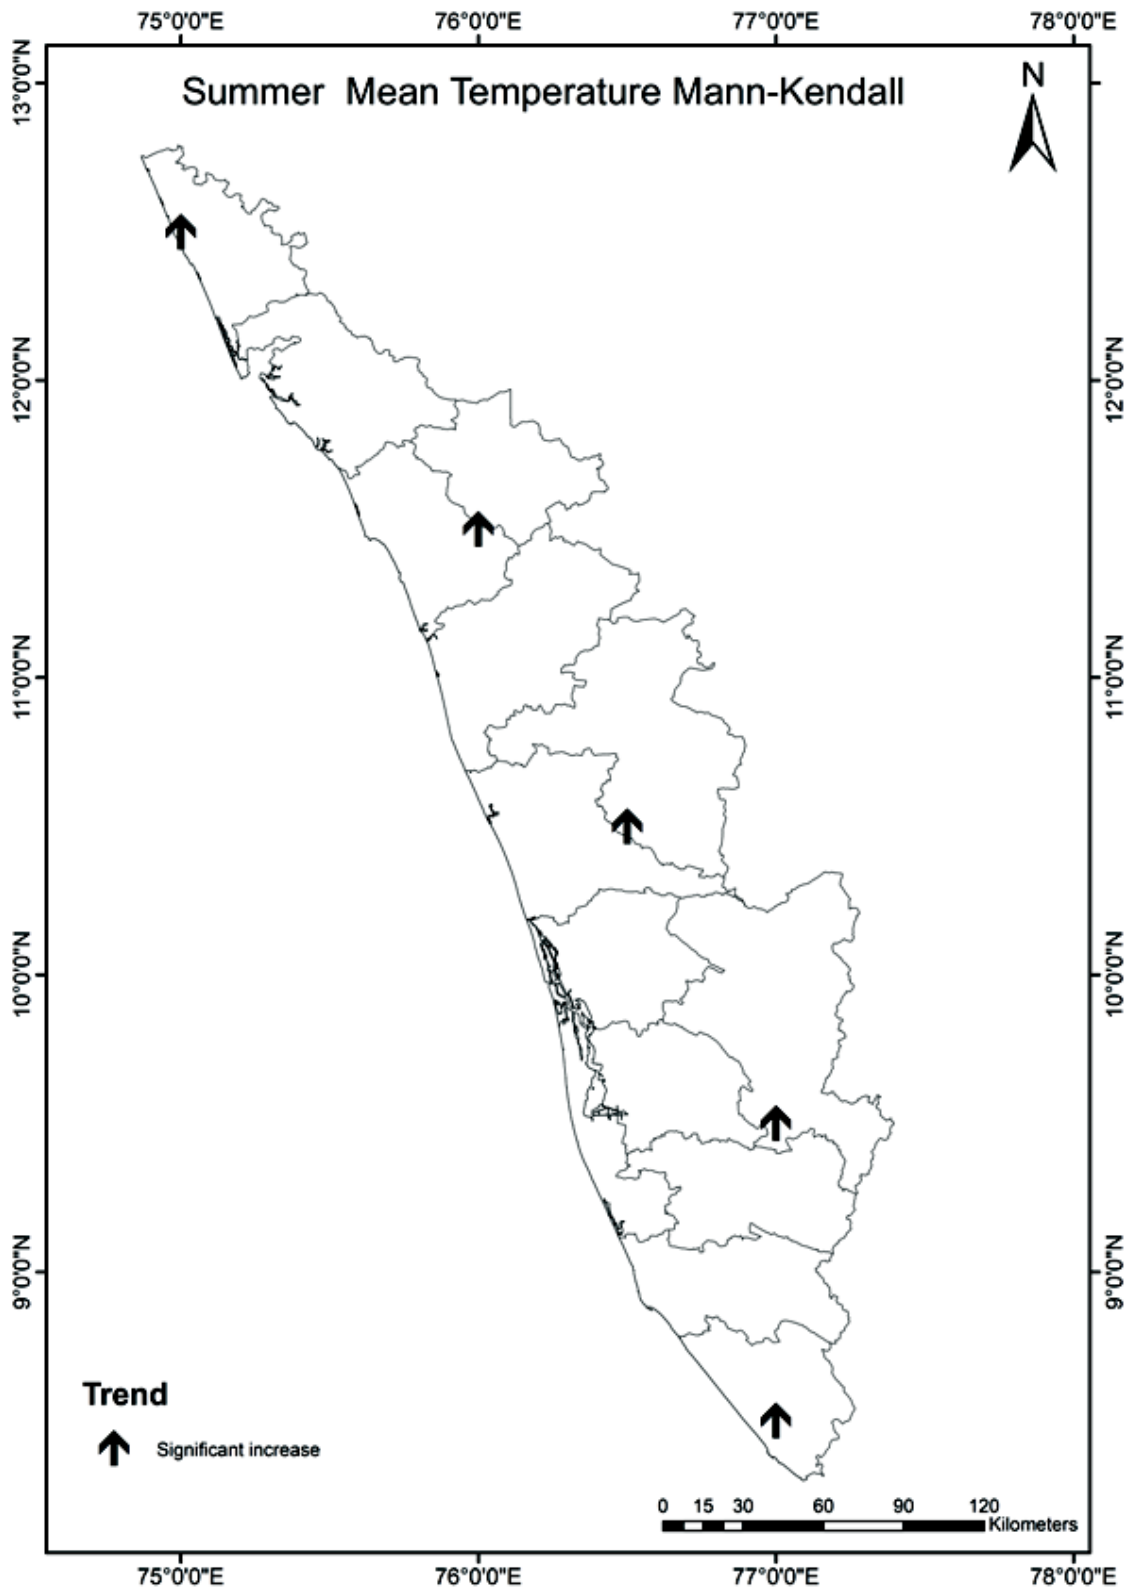 75°0'0"E 76°0'0"E 77°0'0"E 78°0'0"E
Summer Mean Temperature Mann-Kendall
N
13°0'0"N
12°0'0"N 12°0'0"N
11°0'0"N 11°0'0"N
10°0'0"N 10°0'0"N
9°0'0"N 9°0'0"N
Trend
Significant increase
0 15 30 60 90 120
Kilometers
75°0'0"E 76°0'0"E 77°0'0"E 78°0'0"E